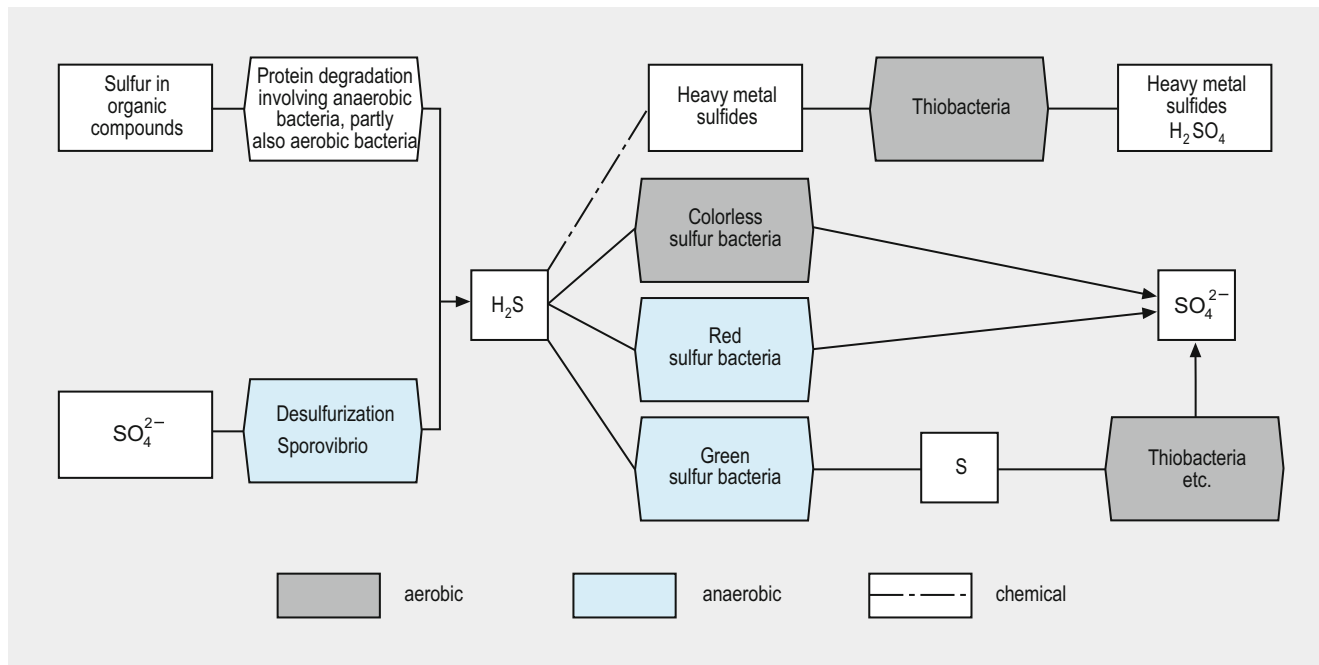 Sulfur in
organic
compounds
Protein degradation
involving anaerobic
bacteria, partly
also aerobic bacteria
Heavy metal
sulfides
Thiobacteria
Heavy metal
sulfides
H₂SO₄
Colorless
sulfur bacteria
H₂S
SO₄²⁻
Red
sulfur bacteria
SO₄²⁻
Desulfurization
Sporovibrio
Green
sulfur bacteria
S
Thiobacteria
etc.
aerobic
anaerobic
chemical